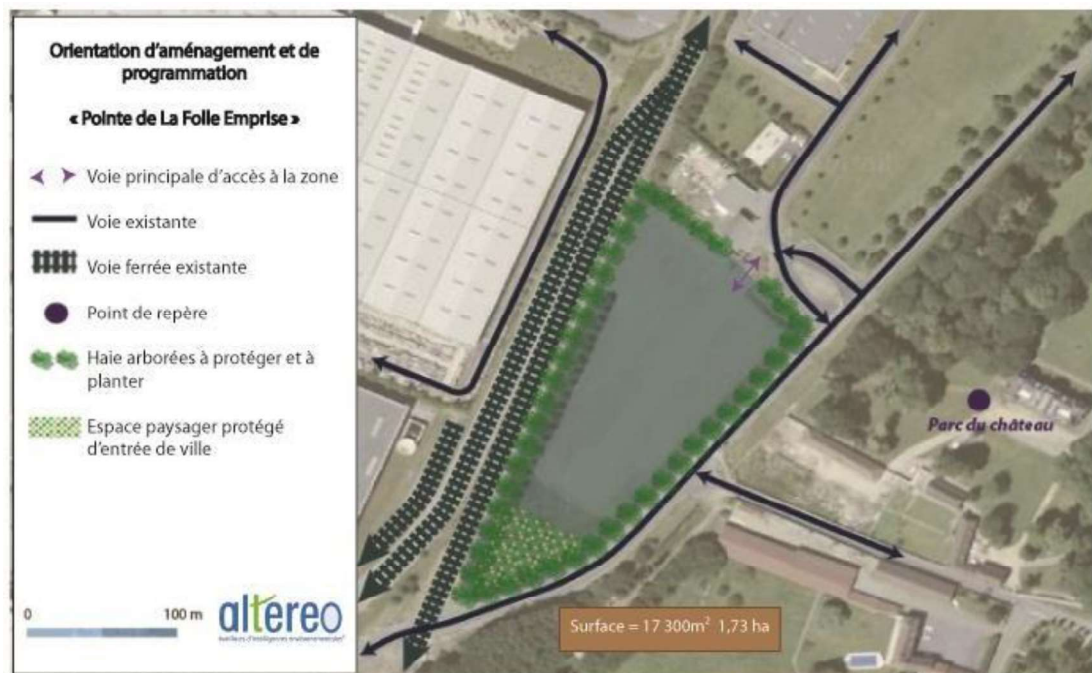 Orientation d'aménagement et de
programmation
« Pointe de La Folle Emprise »
Voie principale d'accès à la zone
Voie existante
Voie ferrée existante
Point de repère
Haie arborées à protéger et à
planter
Espace paysager protégé
d'entrée de ville
0 100 m
altereo
Parc du château
Surface = 17 300m² 1,73 ha